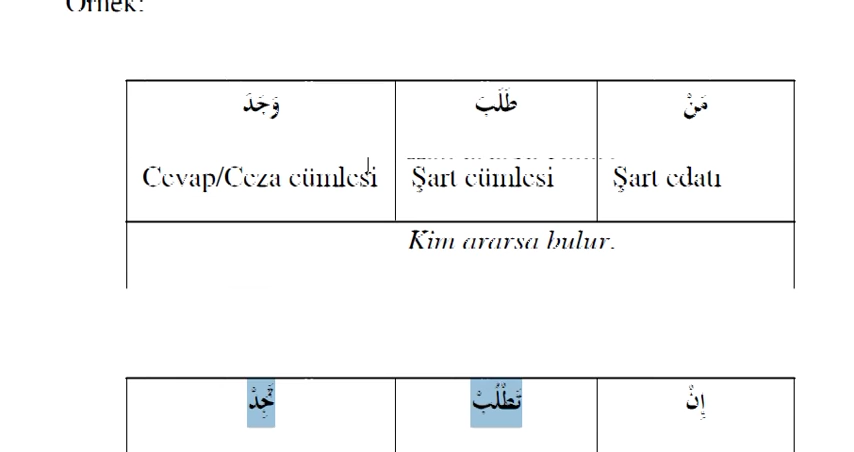 Örnek:
مَنْ طَلَبَ وَجَدَ
Şart edatı Şart cümlesi Cevap/Ceza cümlesi
Kim ararsa bulur.
إِنْ تَطْلُبْ تَجِدْ